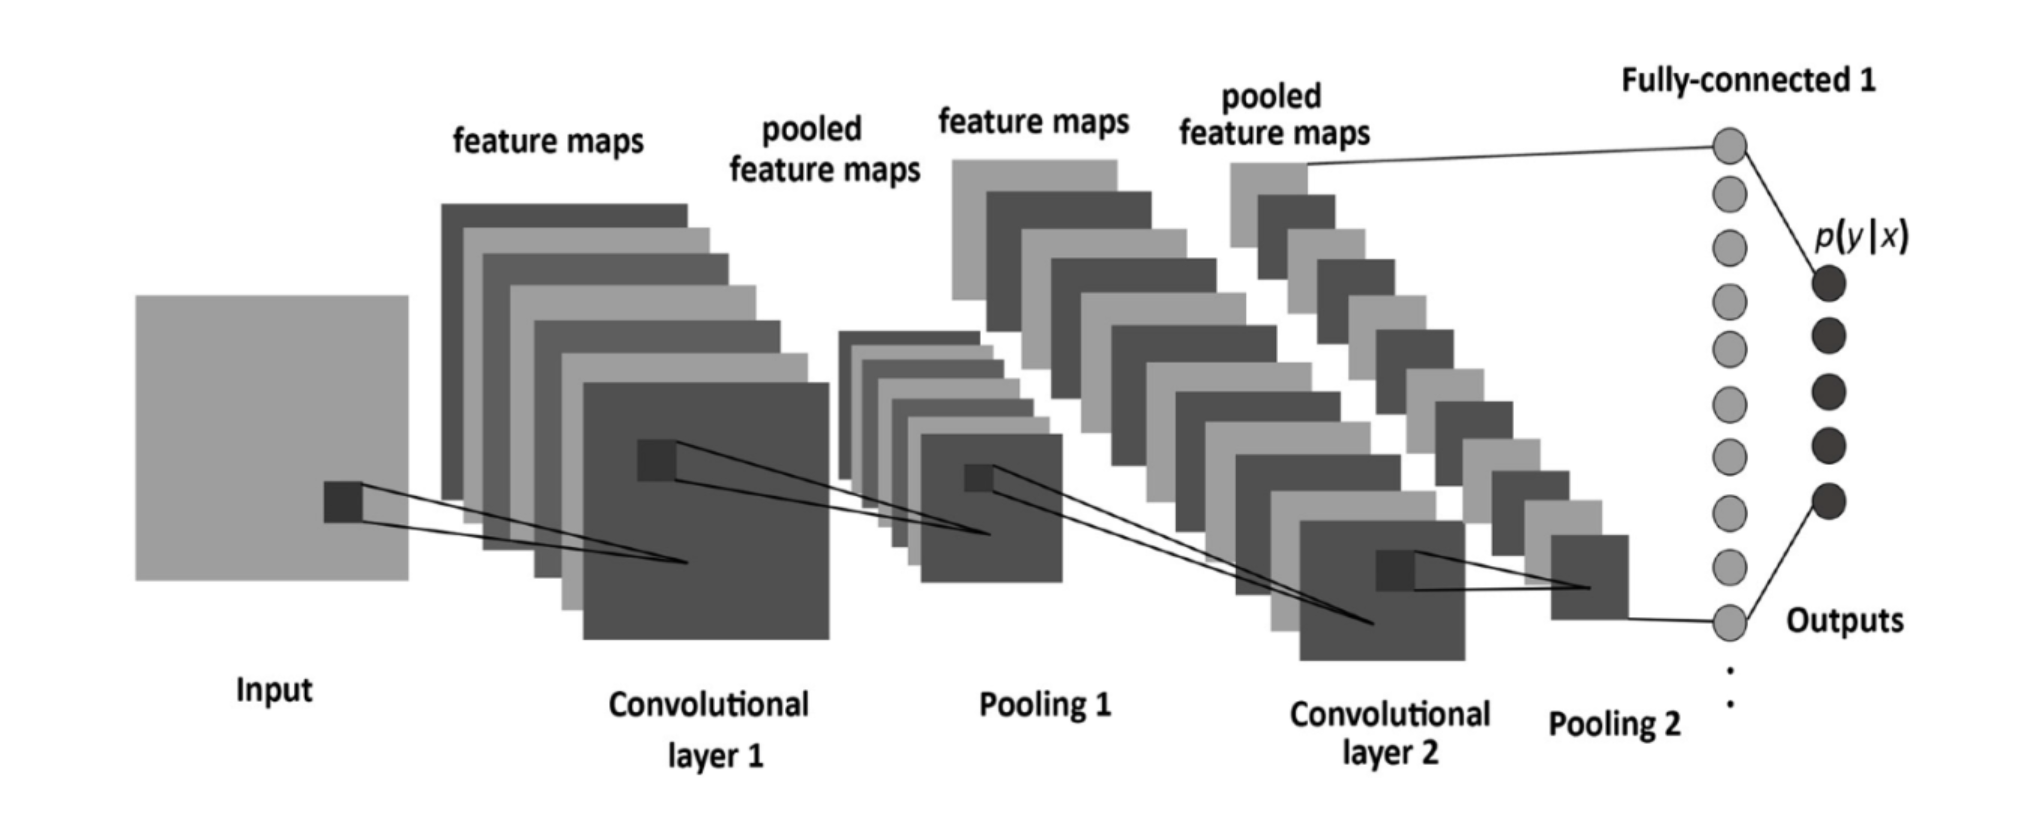 feature maps
pooled
feature maps
feature maps
pooled
feature maps
Fully-connected 1
p(y|x)
Outputs
Input
Convolutional
layer 1
Pooling 1
Convolutional
layer 2
Pooling 2